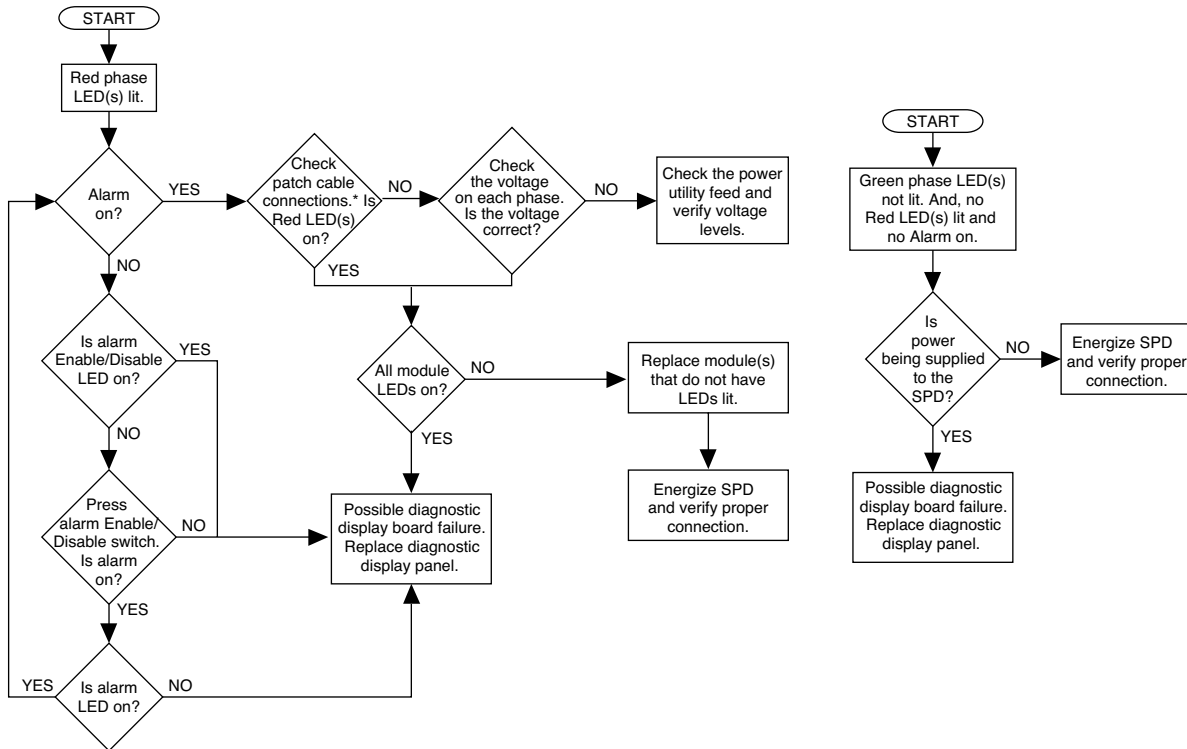 START
Red phase
LED(s) lit.
Alarm
on?
YES
NO
Check
patch cable
connections.* Is
Red LED(s)
on?
NO
YES
Check
the voltage
on each phase.
Is the voltage
correct?
NO
Check the power
utility feed and
verify voltage
levels.
Is alarm
Enable/Disable
LED on?
YES
NO
All module
LEDs on?
NO
YES
Replace module(s)
that do not have
LEDs lit.
Energize SPD
and verify proper
connection.
Press
alarm Enable/
Disable switch.
Is alarm
on?
NO
YES
Possible diagnostic
display board failure.
Replace diagnostic
display panel.
Is alarm
LED on?
YES
NO
START
Green phase LED(s)
not lit. And, no
Red LED(s) lit and
no Alarm on.
Is
power
being supplied
to the
SPD?
NO
YES
Energize SPD
and verify proper
connection.
Possible diagnostic
display board failure.
Replace diagnostic
display panel.